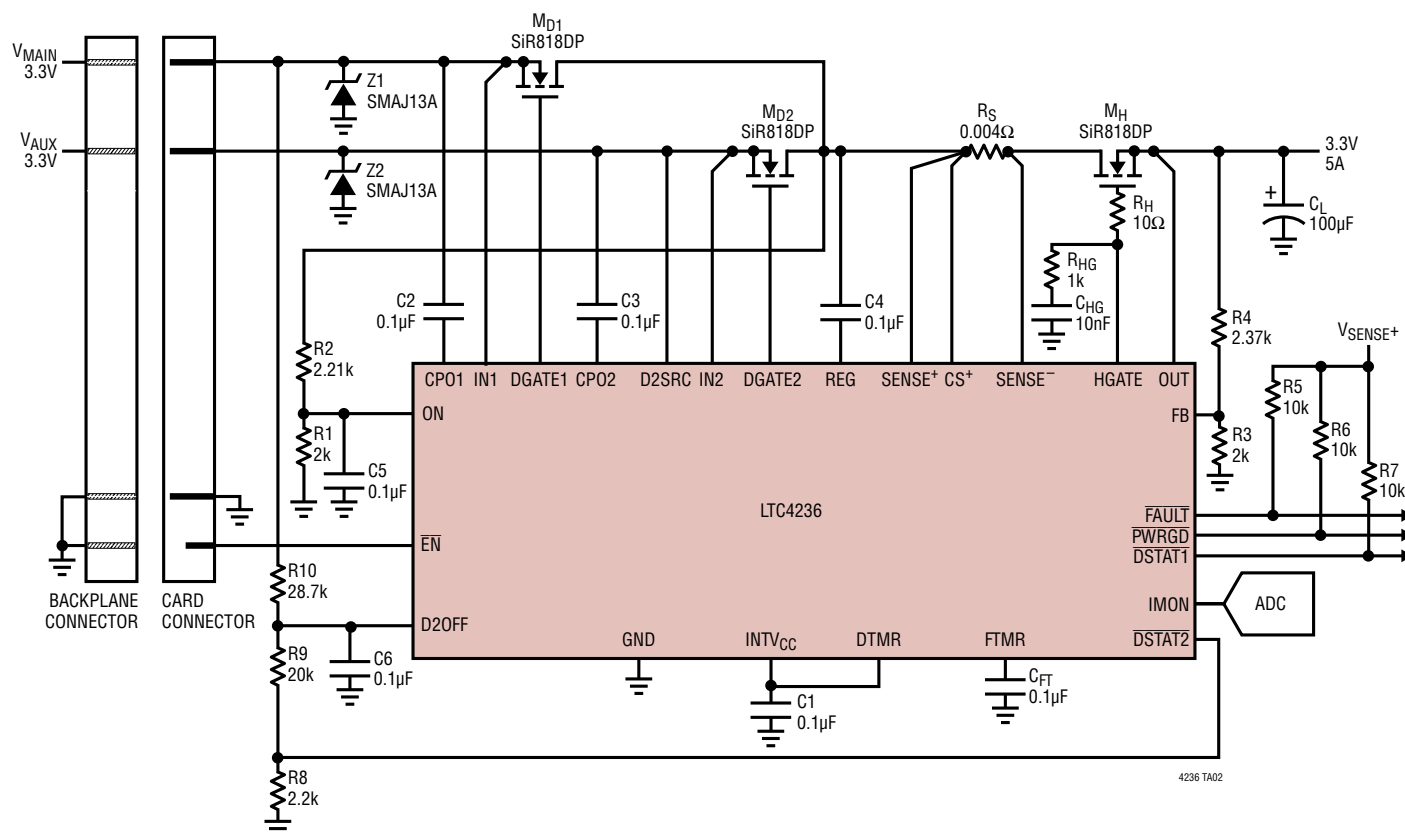 MD1
SiR818DP
VMAIN
3.3V
Z1
SMAJ13A
MD2
SiR818DP
RS
0.004Ω
MH
SiR818DP
VAUX
3.3V
3.3V
5A
Z2
SMAJ13A
RH
10Ω
+
CL
100µF
RHG
1k
CHG
10nF
C2
0.1µF
C3
0.1µF
C4
0.1µF
R4
2.37k
VSENSE+
R2
2.21k
CPO1 IN1 DGATE1 CPO2 D2SRC IN2 DGATE2 REG SENSE+ CS+ SENSE− HGATE OUT
R5
10k
ON
FB
R1
2k
R3
2k
R6
10k
C5
0.1µF
R7
10k
LTC4236
FAULT
PWRGD
DSTAT1
EN
R10
28.7k
BACKPLANE
CONNECTOR
CARD
CONNECTOR
IMON
ADC
D2OFF
GND INTVCC DTMR FTMR DSTAT2
R9
20k
C6
0.1µF
C1
0.1µF
CFT
0.1µF
R8
2.2k
4236 TA02